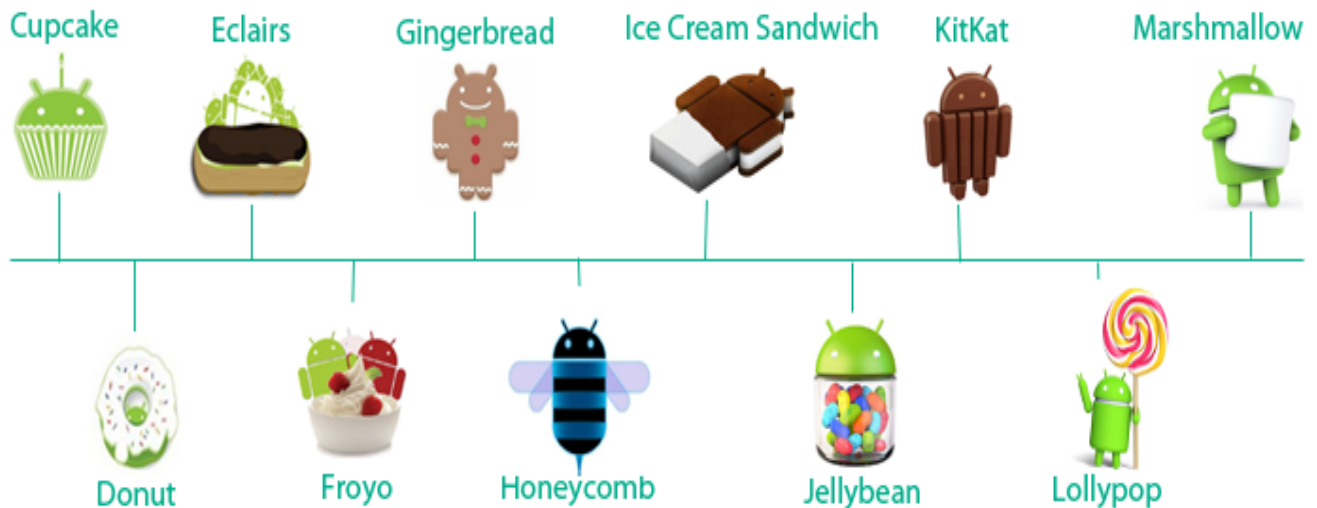 Cupcake
Eclairs
Gingerbread
Ice Cream Sandwich
KitKat
Marshmallow
Donut
Froyo
Honeycomb
Jellybean
Lollypop